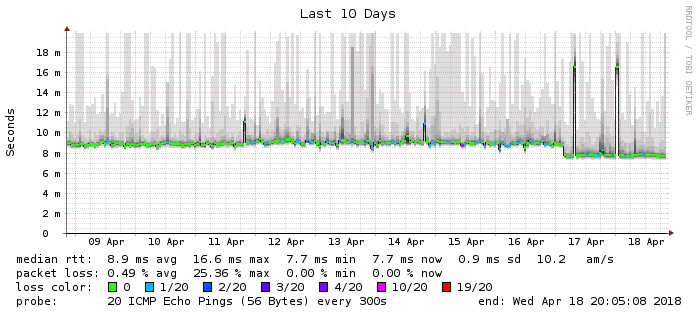 Last 10 Days
RRDTOOL / TOBI OETIKER
Seconds
18 m
16 m
14 m
12 m
10 m
8 m
6 m
4 m
2 m
0
09 Apr 10 Apr 11 Apr 12 Apr 13 Apr 14 Apr 15 Apr 16 Apr 17 Apr 18 Apr
median rtt: 8.9 ms avg 16.6 ms max 7.7 ms min 7.7 ms now 0.9 ms sd 10.2 am/s
packet loss: 0.49 % avg 25.36 % max 0.00 % min 0.00 % now
loss color: 0 1/20 2/20 3/20 4/20 10/20 19/20
probe: 20 ICMP Echo Pings (56 Bytes) every 300s end: Wed Apr 18 20:05:08 2018